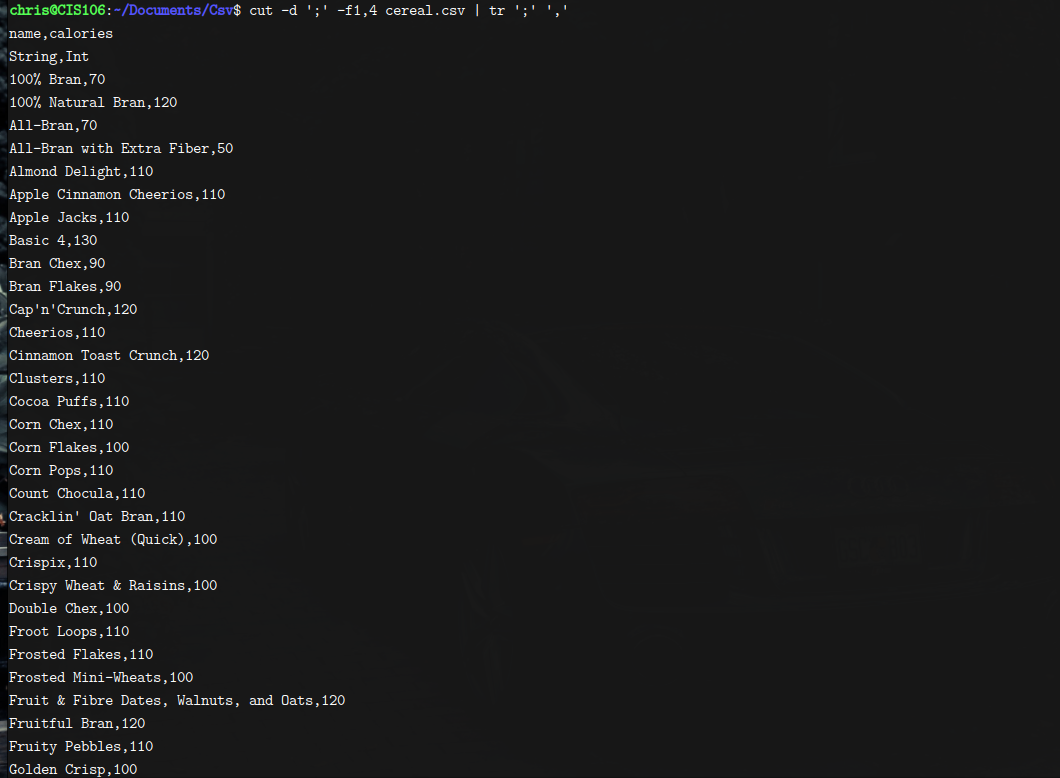 chris@CIS106:~/Documents/Csv$ cut -d ';' -f1,4 cereal.csv | tr ';' ','
name,calories
String,Int
100% Bran,70
100% Natural Bran,120
All-Bran,70
All-Bran with Extra Fiber,50
Almond Delight,110
Apple Cinnamon Cheerios,110
Apple Jacks,110
Basic 4,130
Bran Chex,90
Bran Flakes,90
Cap'n'Crunch,120
Cheerios,110
Cinnamon Toast Crunch,120
Clusters,110
Cocoa Puffs,110
Corn Chex,110
Corn Flakes,100
Corn Pops,110
Count Chocula,110
Cracklin' Oat Bran,110
Cream of Wheat (Quick),100
Crispix,110
Crispy Wheat & Raisins,100
Double Chex,100
Froot Loops,110
Frosted Flakes,110
Frosted Mini-Wheats,100
Fruit & Fibre Dates, Walnuts, and Oats,120
Fruitful Bran,120
Fruity Pebbles,110
Golden Crisp,100